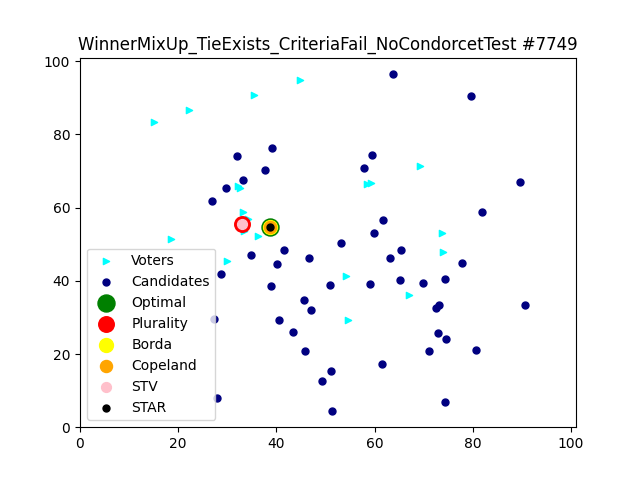 WinnerMixUp_TieExists_CriteriaFail_NoCondorcetTest #7749
100
80
60
40
20
0
Voters
Candidates
Optimal
Plurality
Borda
Copeland
STV
STAR
0 20 40 60 80 100